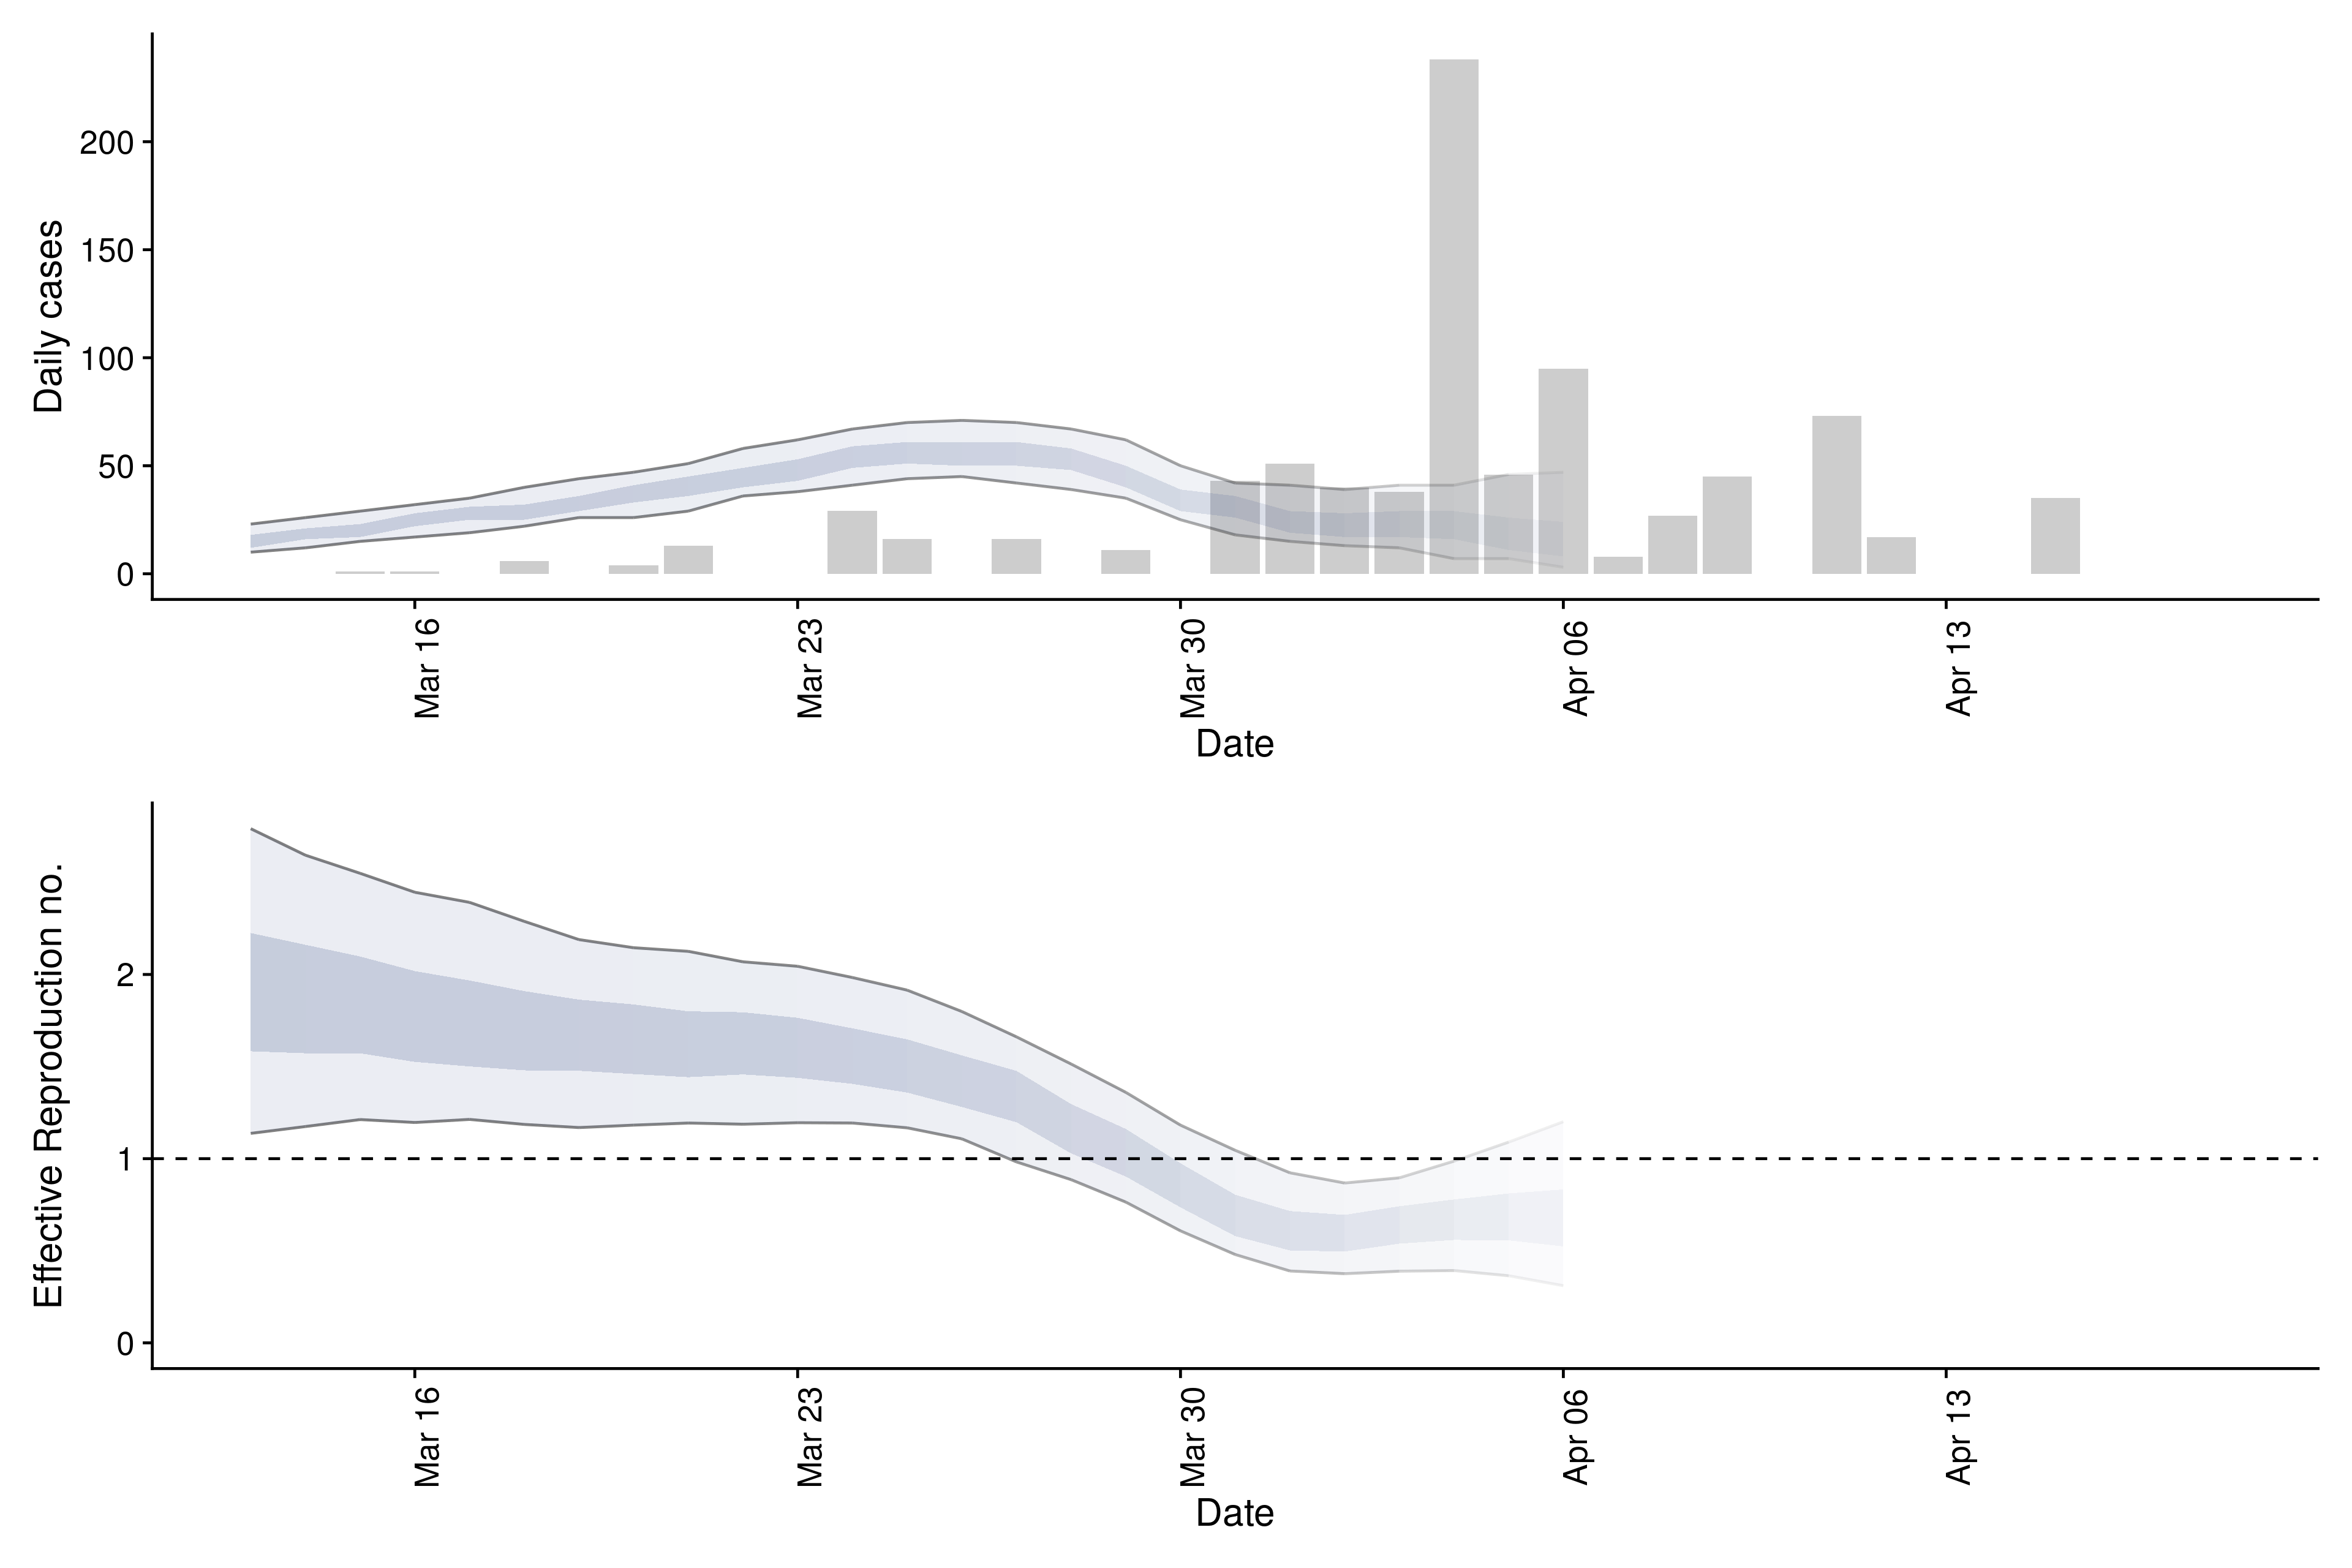 Daily cases
200
150
100
50
0
Mar 16
Mar 23
Mar 30
Apr 06
Apr 13
Date
Effective Reproduction no.
2
1
0
Mar 16
Mar 23
Mar 30
Apr 06
Apr 13
Date